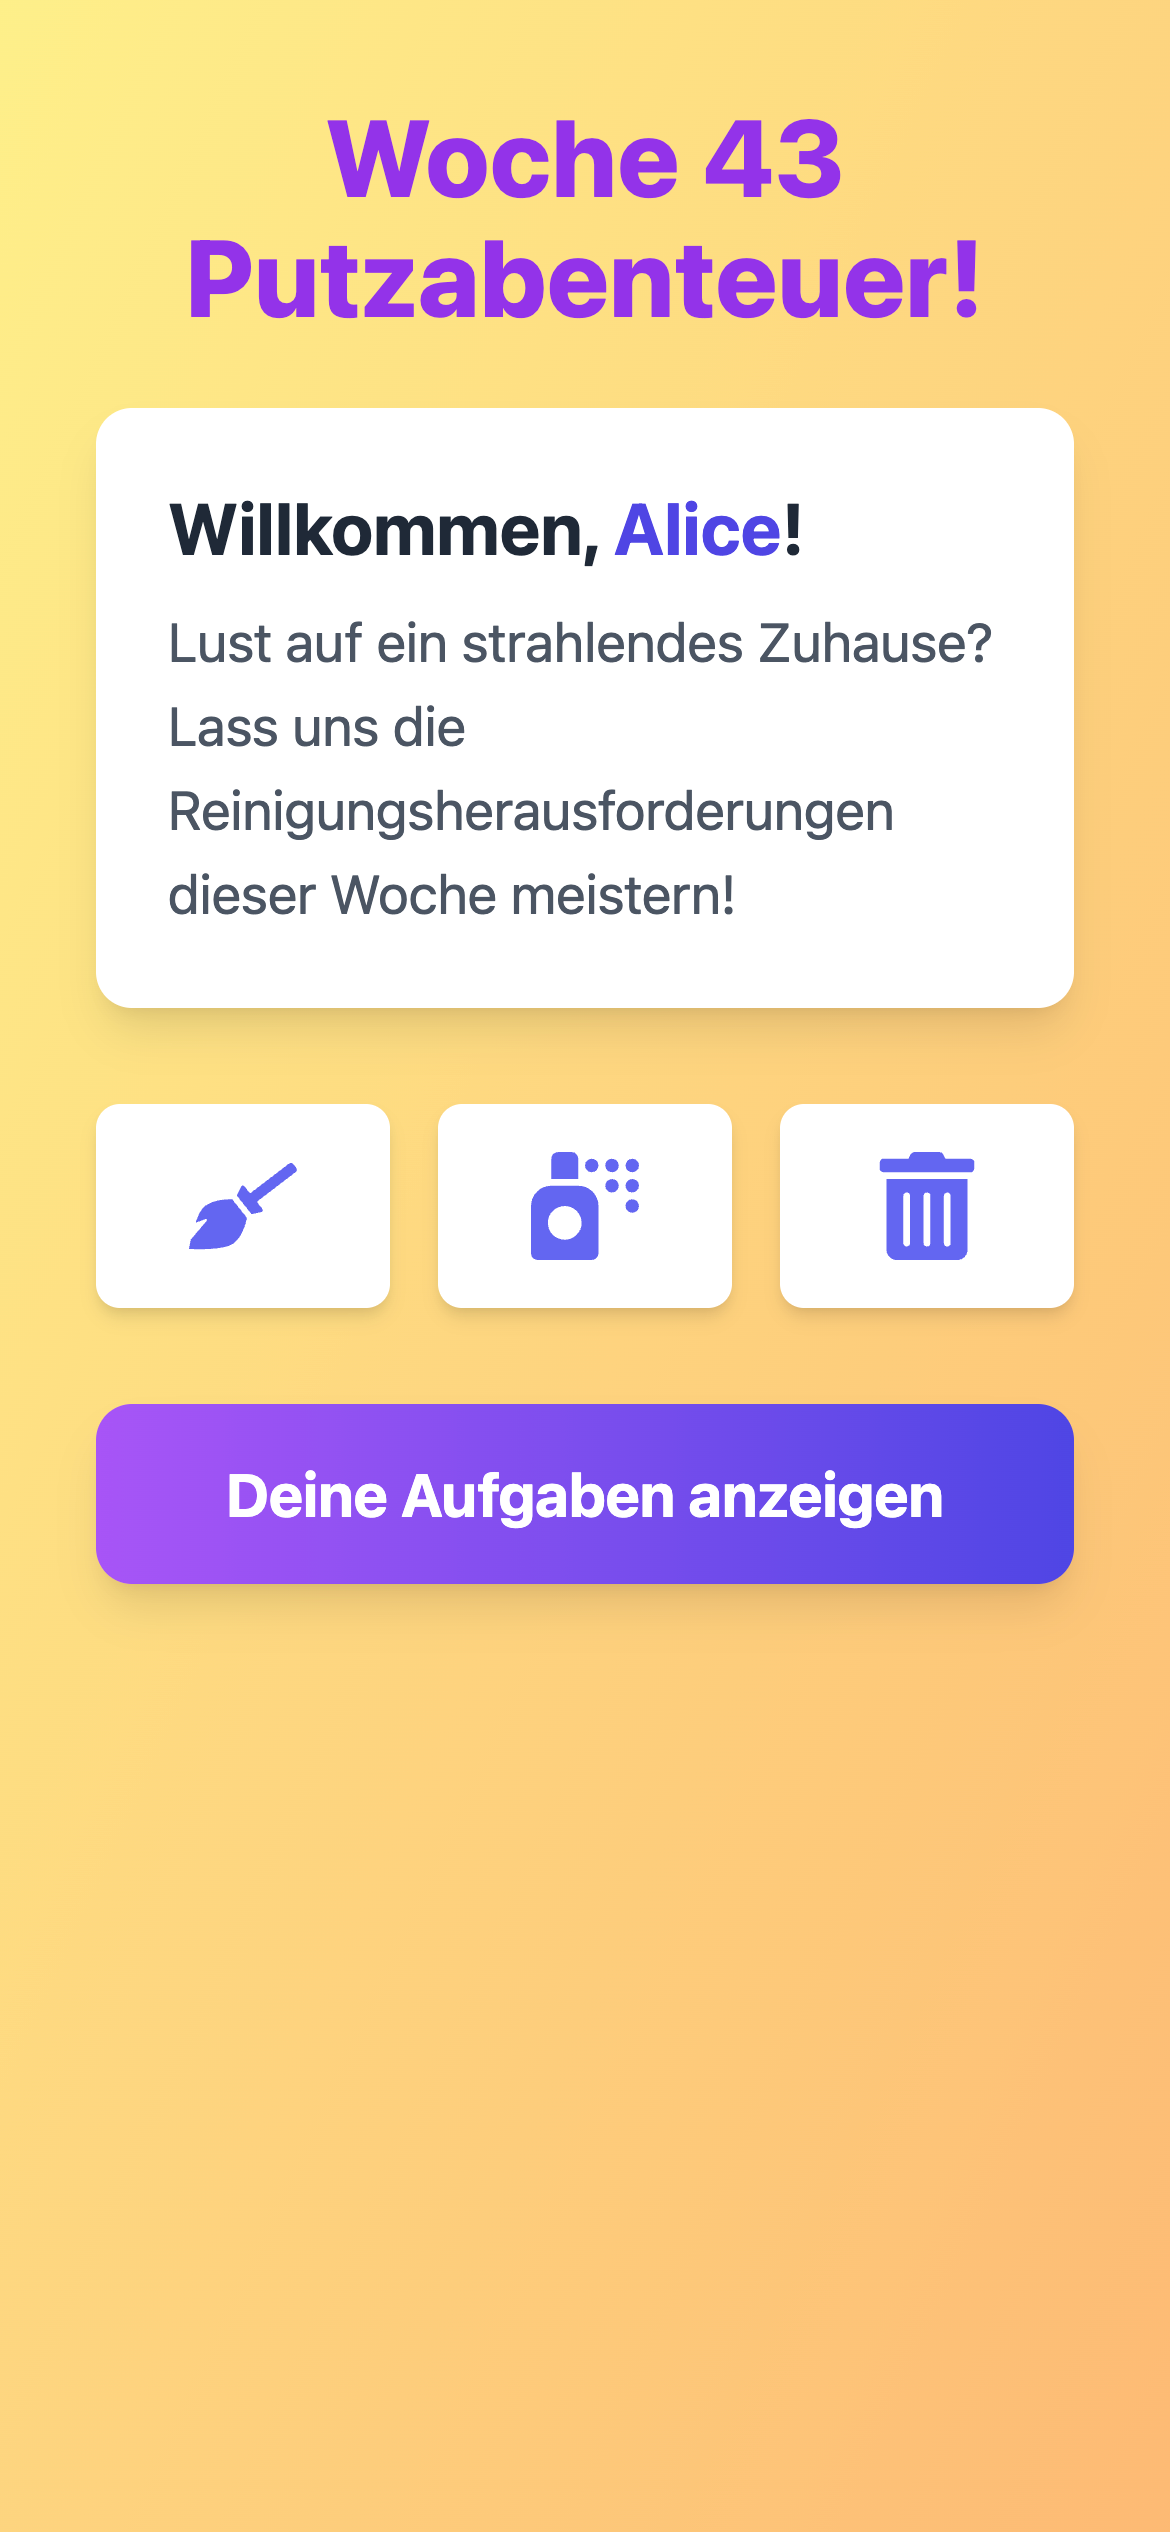 Woche 43
Putzabenteuer!
Willkommen, Alice!
Lust auf ein strahlendes Zuhause?
Lass uns die
Reinigungsherausforderungen
dieser Woche meistern!
Deine Aufgaben anzeigen